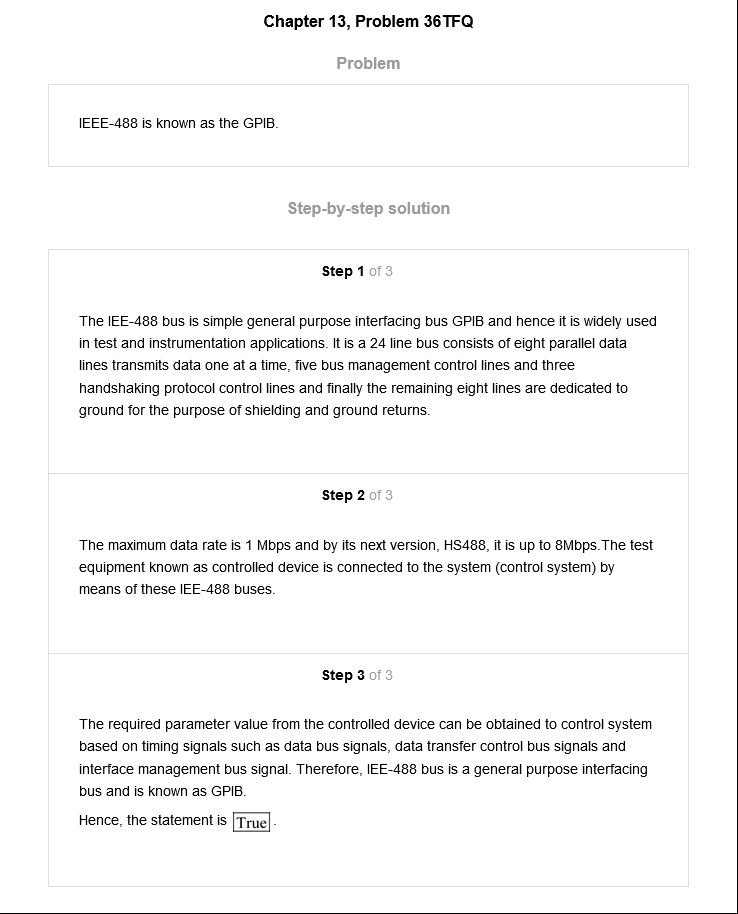 Chapter 13, Problem 36TFQ
Problem
IEEE-488 is known as the GPIB.
Step-by-step solution
Step 1 of 3
The IEE-488 bus is simple general purpose interfacing bus GPIB and hence it is widely used
in test and instrumentation applications. It is a 24 line bus consists of eight parallel data
lines transmits data one at a time, five bus management control lines and three
handshaking protocol control lines and finally the remaining eight lines are dedicated to
ground for the purpose of shielding and ground returns.
Step 2 of 3
The maximum data rate is 1 Mbps and by its next version, HS488, it is up to 8Mbps.The test
equipment known as controlled device is connected to the system (control system) by
means of these IEE-488 buses.
Step 3 of 3
The required parameter value from the controlled device can be obtained to control system
based on timing signals such as data bus signals, data transfer control bus signals and
interface management bus signal. Therefore, IEE-488 bus is a general purpose interfacing
bus and is known as GPIB.
Hence, the statement is True.